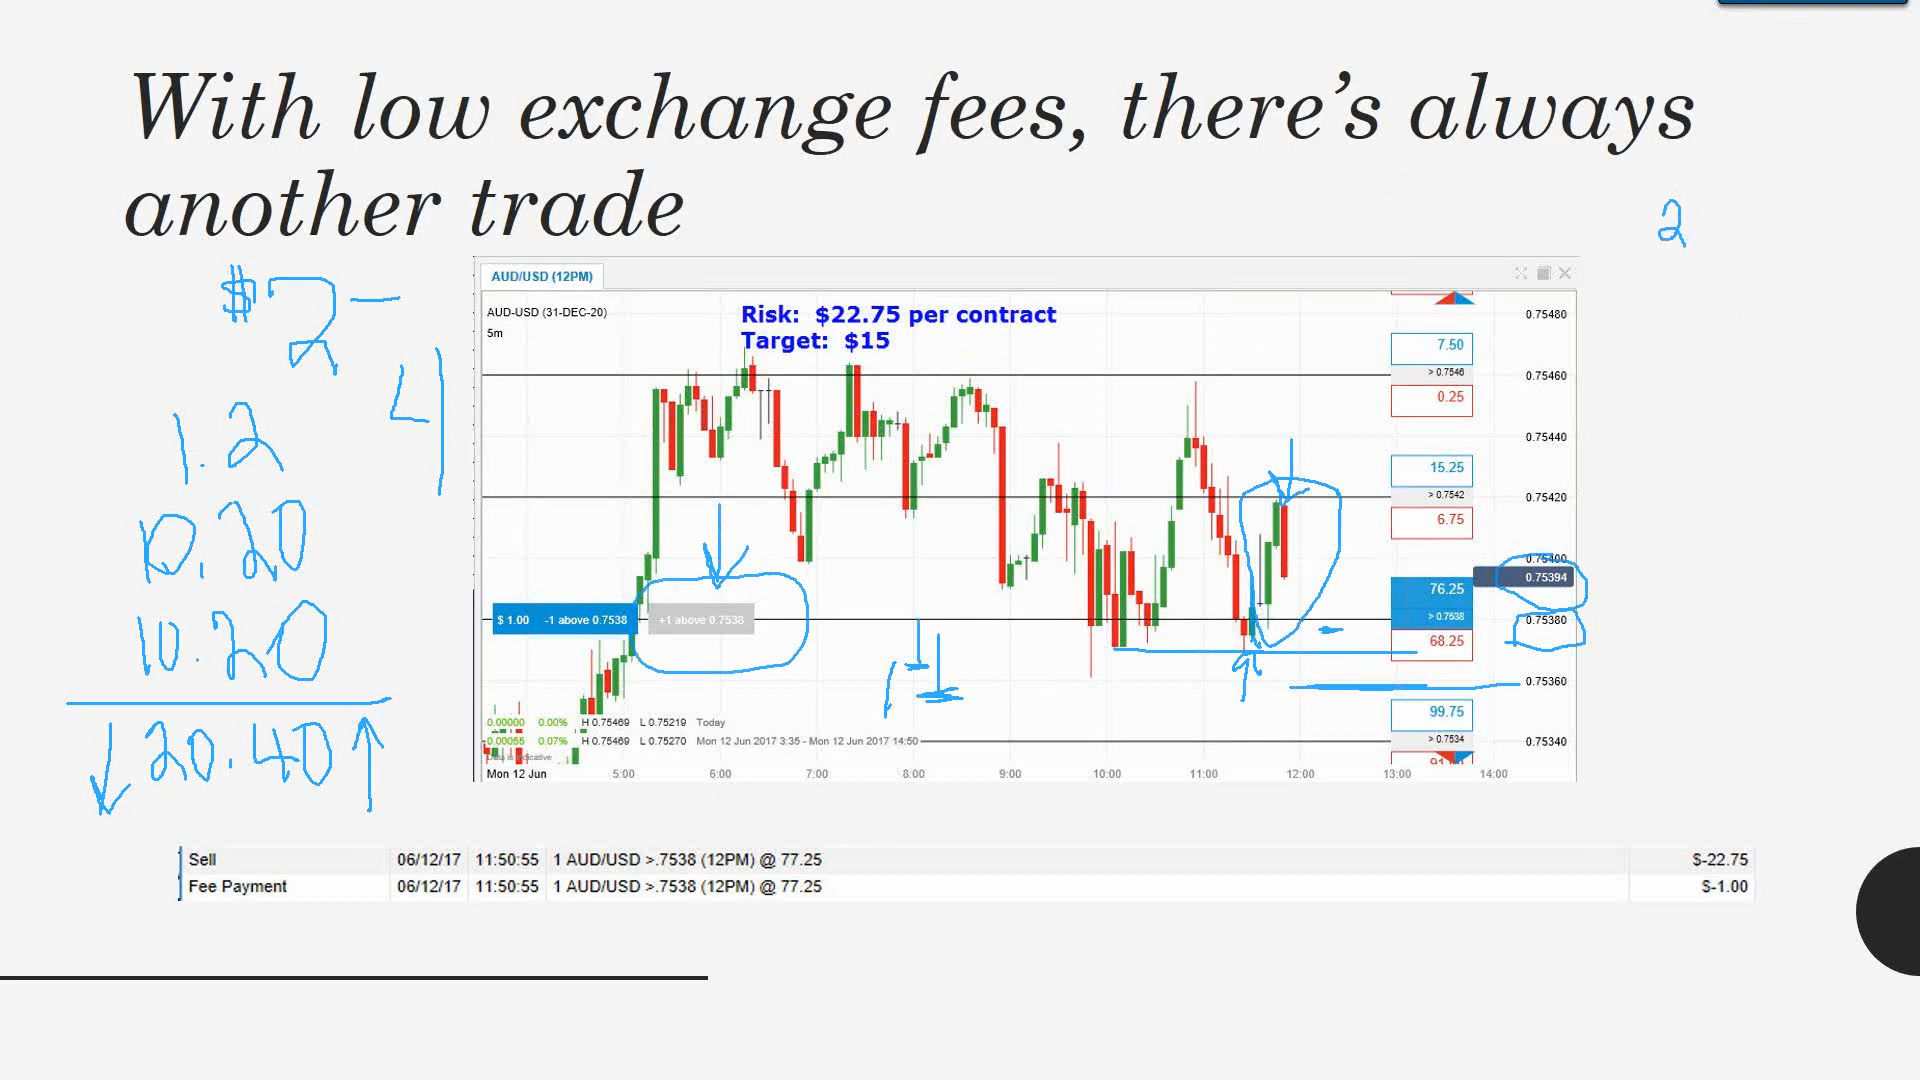 With low exchange fees, there's always
another trade
2
$2-
4
1.2
10.20
10.20
20.40
AUD/USD (12PM)
AUD-USD (31-DEC-20)
5m
Risk: $22.75 per contract
Target: $15
7.50
> 0.7546
0.25
15.25
> 0.7542
6.75
76.25
> 0.7538
68.25
99.75
> 0.7534
0.75480
0.75460
0.75440
0.75420
0.75400
0.75394
0.75380
0.75360
0.75340
$ 1.00 -1 above 0.7538 +1 above 0.7538
0.00000 0.00% H 0.75469 L 0.75219 Today
0.00055 0.07% H 0.75469 L 0.75270 Mon 12 Jun 2017 3:35 - Mon 12 Jun 2017 14:50
Data is indicative
Mon 12 Jun 5:00 6:00 7:00 8:00 9:00 10:00 11:00 12:00 13:00 14:00
Sell 06/12/17 11:50:55 1 AUD/USD >.7538 (12PM) @ 77.25 $-22.75
Fee Payment 06/12/17 11:50:55 1 AUD/USD >.7538 (12PM) @ 77.25 $-1.00